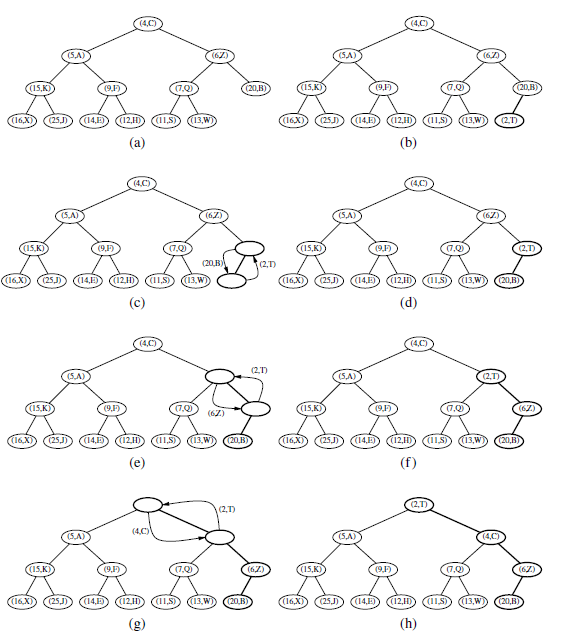 (4,C) (4,C)
(5,A) (6,Z) (5,A) (6,Z)
(15,K) (9,F) (7,Q) (20,B) (15,K) (9,F) (7,Q) (20,B)
(16,X) (25,J) (14,E) (12,H) (11,S) (13,W) (16,X) (25,J) (14,E) (12,H) (11,S) (13,W) (2,T)
(a) (b)
(4,C) (4,C)
(5,A) (6,Z) (5,A) (6,Z)
(15,K) (9,F) (7,Q) (15,K) (9,F) (7,Q) (2,T)
(20,B) (2,T)
(16,X) (25,J) (14,E) (12,H) (11,S) (13,W) (16,X) (25,J) (14,E) (12,H) (11,S) (13,W) (20,B)
(c) (d)
(4,C) (4,C)
(2,T)
(5,A) (5,A) (2,T)
(15,K) (9,F) (7,Q) (6,Z) (15,K) (9,F) (7,Q) (6,Z)
(16,X) (25,J) (14,E) (12,H) (11,S) (13,W) (20,B) (16,X) (25,J) (14,E) (12,H) (11,S) (13,W) (20,B)
(e) (f)
(2,T) (2,T)
(4,C)
(5,A) (5,A) (4,C)
(15,K) (9,F) (7,Q) (6,Z) (15,K) (9,F) (7,Q) (6,Z)
(16,X) (25,J) (14,E) (12,H) (11,S) (13,W) (20,B) (16,X) (25,J) (14,E) (12,H) (11,S) (13,W) (20,B)
(g) (h)